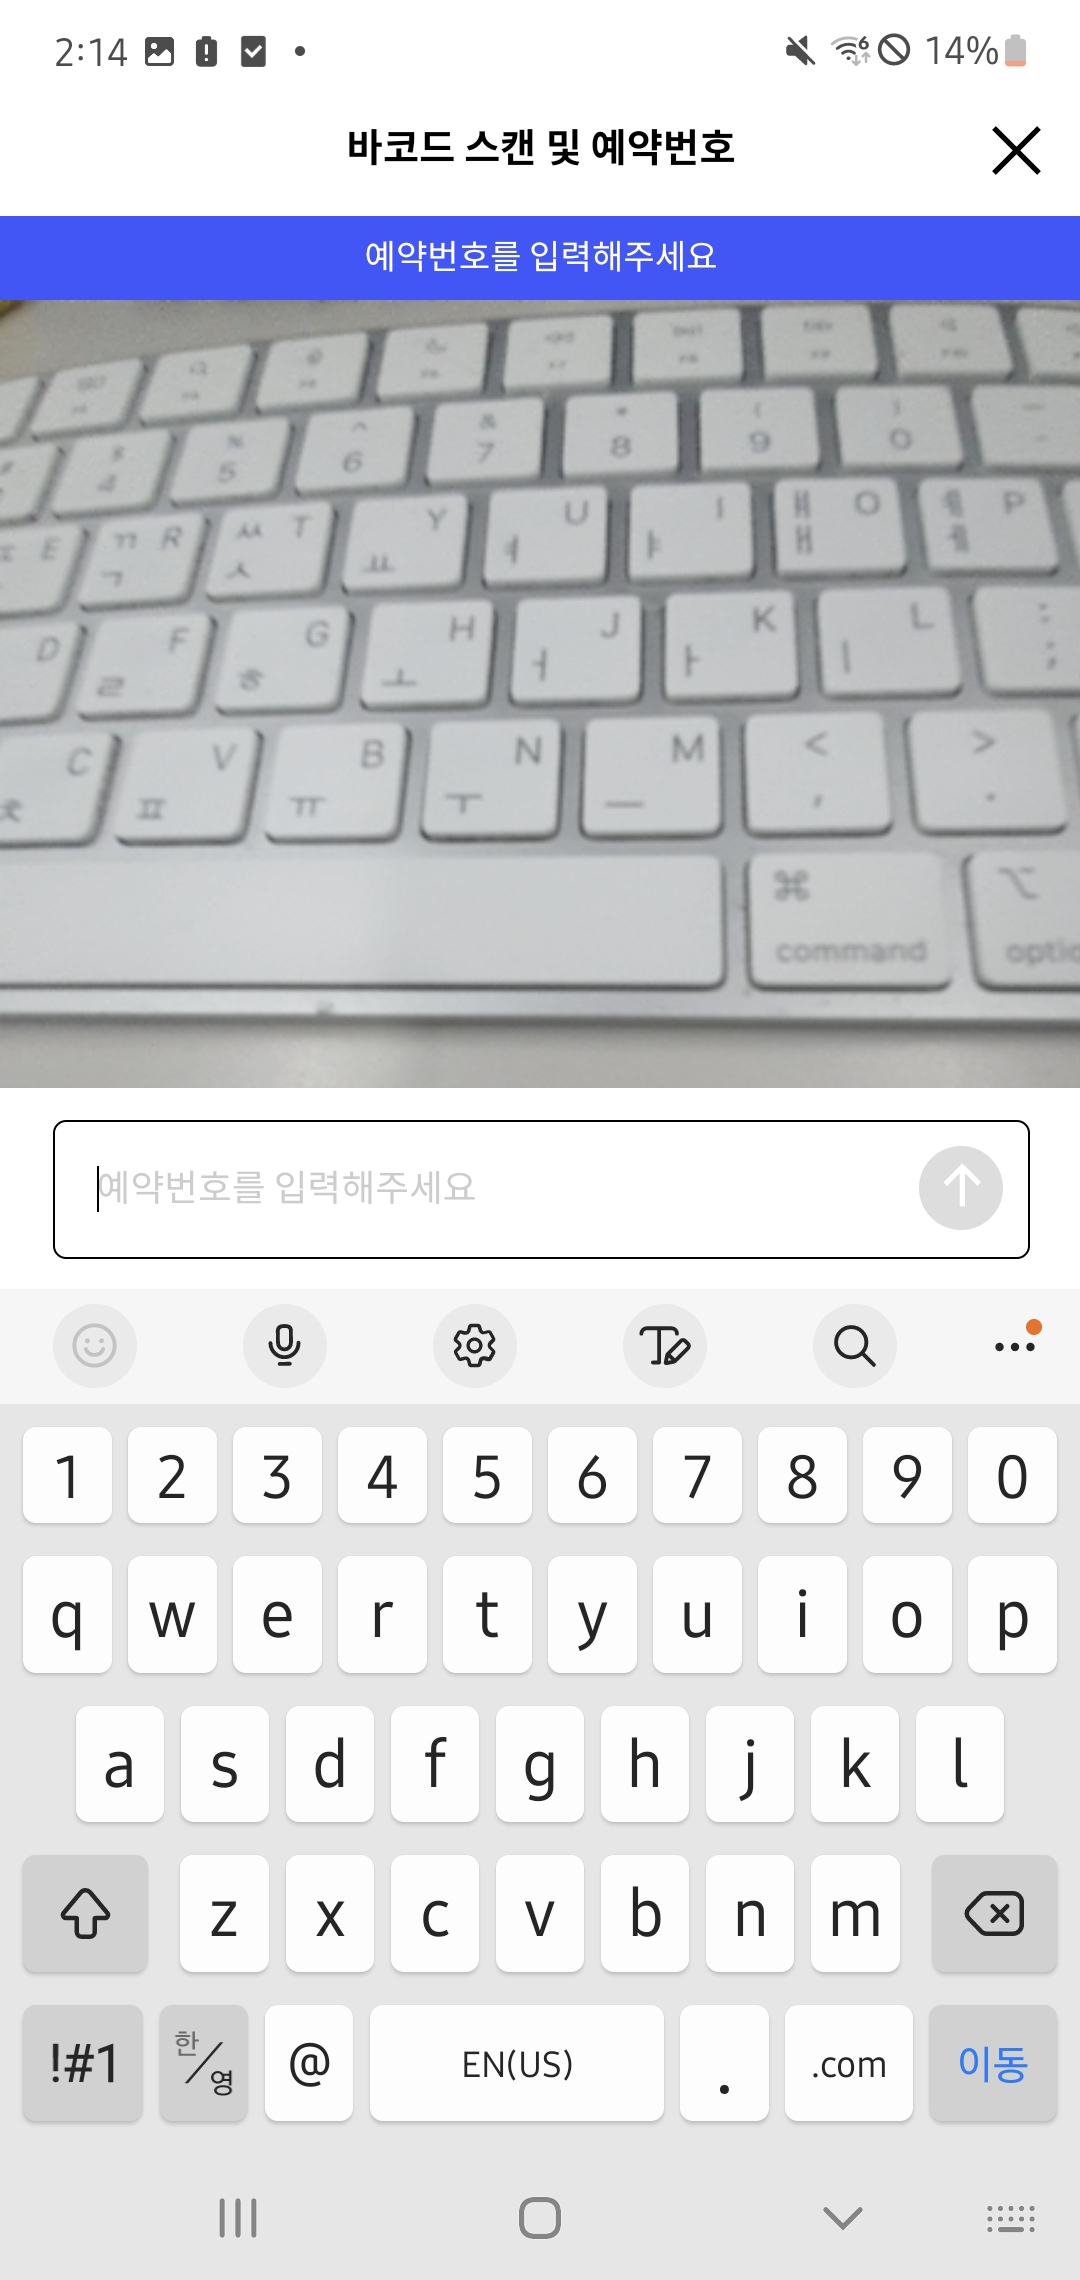 2:14
14%
바코드 스캔 및 예약번호
예약번호를 입력해주세요
$ % ^ & * ( )
4 5 6 7 8 9 0
E ㄲ R ㅆ T Y U I ㅒ O ㅖ P
ㄱ ㅅ ㅛ ㅕ ㅑ ㅐ ㅔ
D F G H J K L :
ㄹ ㅎ ㅗ ㅓ ㅏ ㅣ ;
C V B N M < >
ㅊ ㅍ ㅠ ㅜ ㅡ , .
⌘ ⌥
command optio
예약번호를 입력해주세요
1 2 3 4 5 6 7 8 9 0
q w e r t y u i o p
a s d f g h j k l
z x c v b n m
!#1 한/영 @ EN(US) . .com 이동